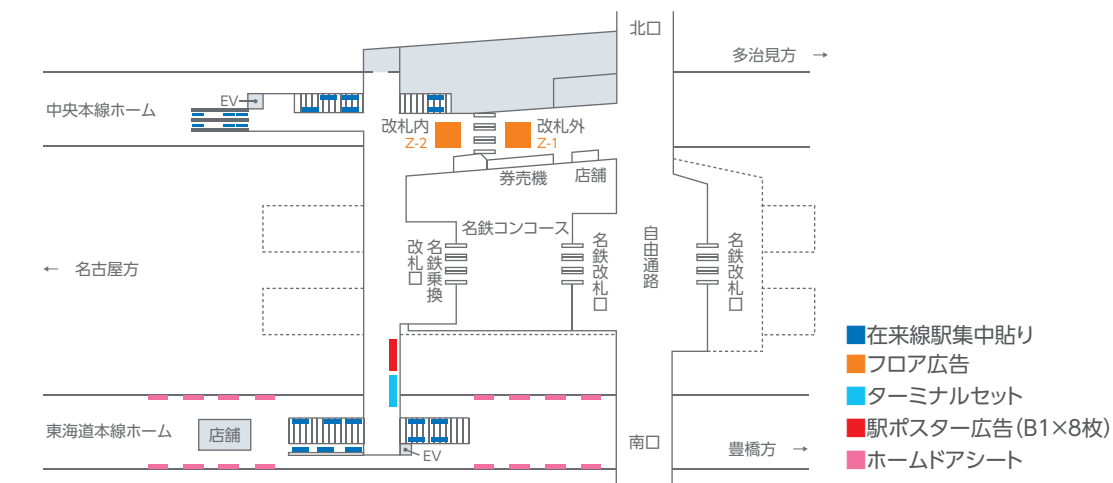 北口
多治見方 →
EV
中央本線ホーム
改札内
Z-2
改札外
Z-1
券売機
店舗
名鉄コンコース
名鉄乗換
改札口
名鉄改札口
自由通路
名鉄改札口
← 名古屋方
■在来線駅集中貼り
■フロア広告
■ターミナルセット
■駅ポスター広告(B1×8枚)
■ホームドアシート
東海道本線ホーム
店舗
EV
南口
豊橋方 →